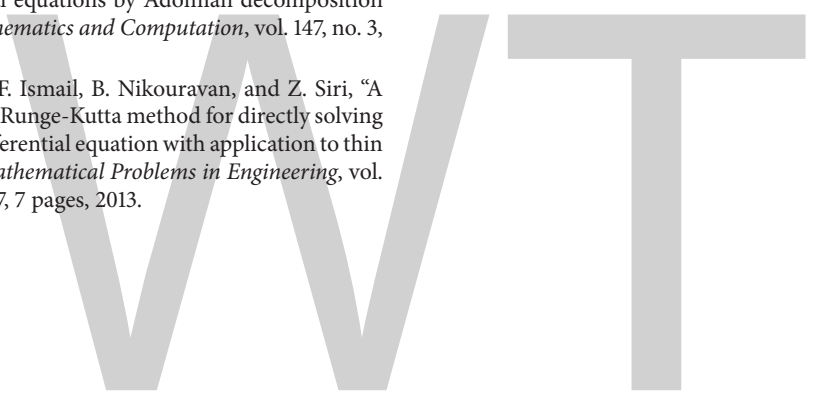 equations by Adomian decomposition
ematics and Computation, vol. 147, no. 3,
F. Ismail, B. Nikouravan, and Z. Siri, “A
Runge-Kutta method for directly solving
ferential equation with application to thin
athematical Problems in Engineering, vol.
7, 7 pages, 2013.
WT